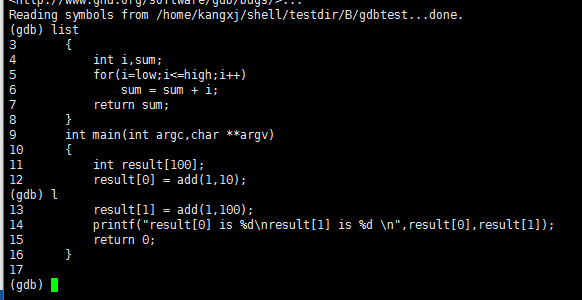 <http://www.gnu.org/software/gdb/bugs/>...
Reading symbols from /home/kangxj/shell/testdir/B/gdbtest...done.
(gdb) list
3       {
4           int i,sum;
5           for(i=low;i<=high;i++)
6               sum = sum + i;
7           return sum;
8       }
9       int main(int argc,char **argv)
10      {
11          int result[100];
12          result[0] = add(1,10);
(gdb) l
13          result[1] = add(1,100);
14          printf("result[0] is %d\nresult[1] is %d \n",result[0],result[1]);
15          return 0;
16      }
17
(gdb)